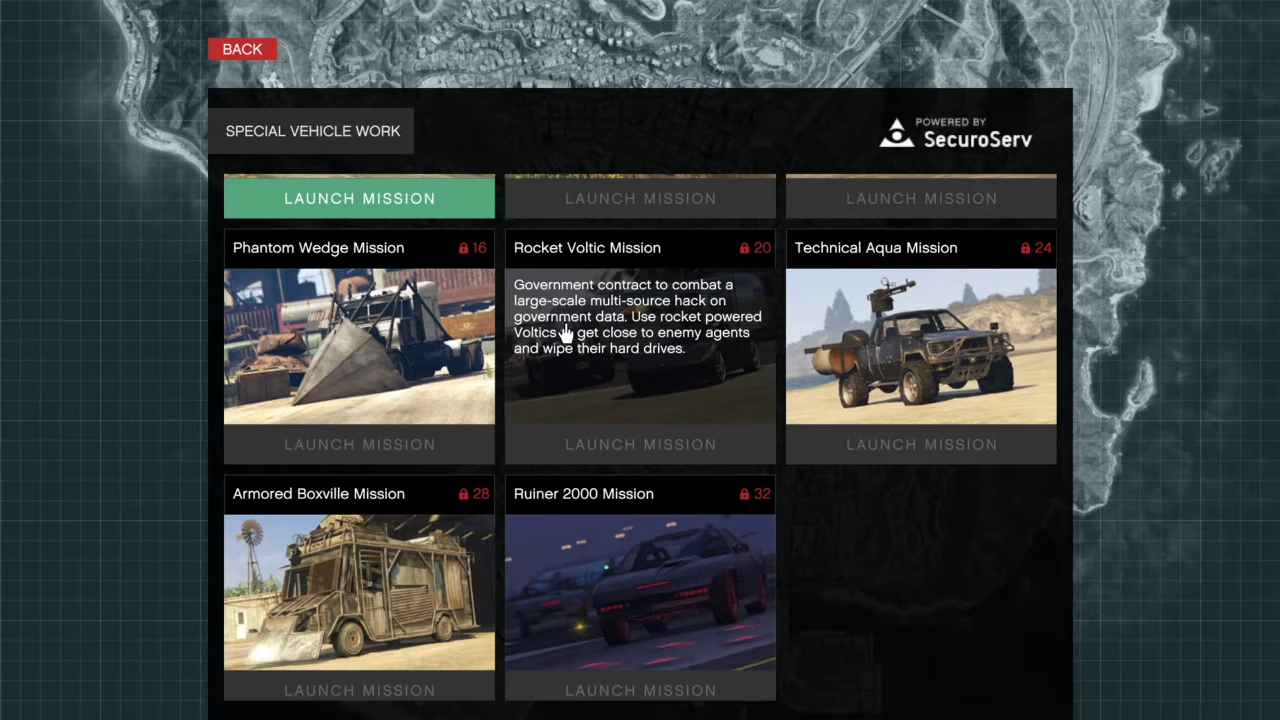 BACK
SPECIAL VEHICLE WORK
POWERED BY
SecuroServ
LAUNCH MISSION
LAUNCH MISSION
LAUNCH MISSION
Phantom Wedge Mission 16
Rocket Voltic Mission 20
Technical Aqua Mission 24
Government contract to combat a
large-scale multi-source hack on
government data. Use rocket powered
Voltics get close to enemy agents
and wipe their hard drives.
LAUNCH MISSION
LAUNCH MISSION
LAUNCH MISSION
Armored Boxville Mission 28
Ruiner 2000 Mission 32
LAUNCH MISSION
LAUNCH MISSION